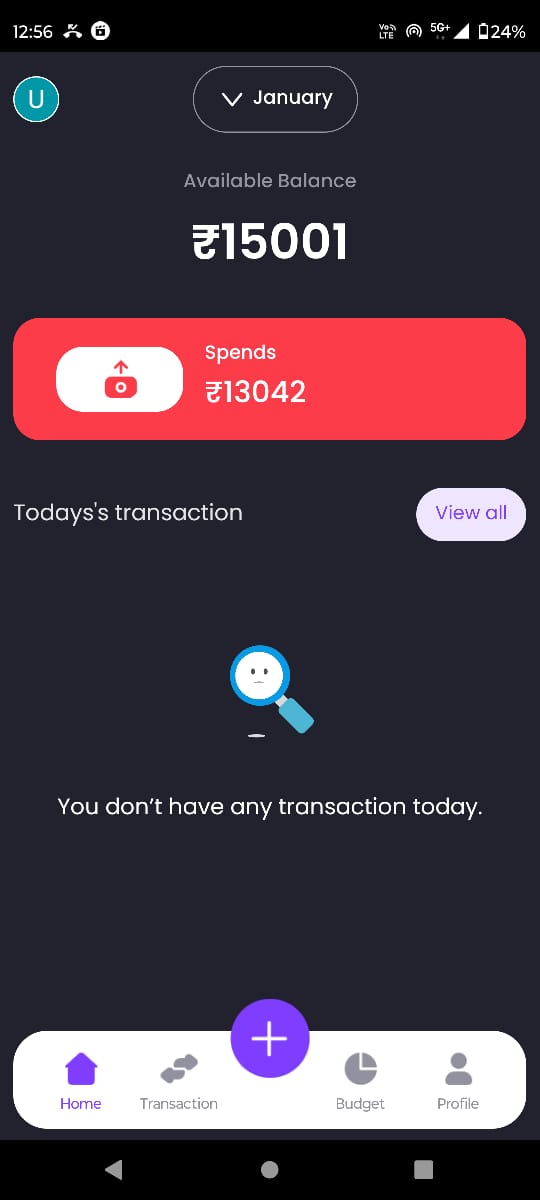 12:56 Vo LTE 5G+ 24%
U
January
Available Balance
₹15001
Spends
₹13042
Todays's transaction
View all
You don’t have any transaction today.
Home
Transaction
Budget
Profile